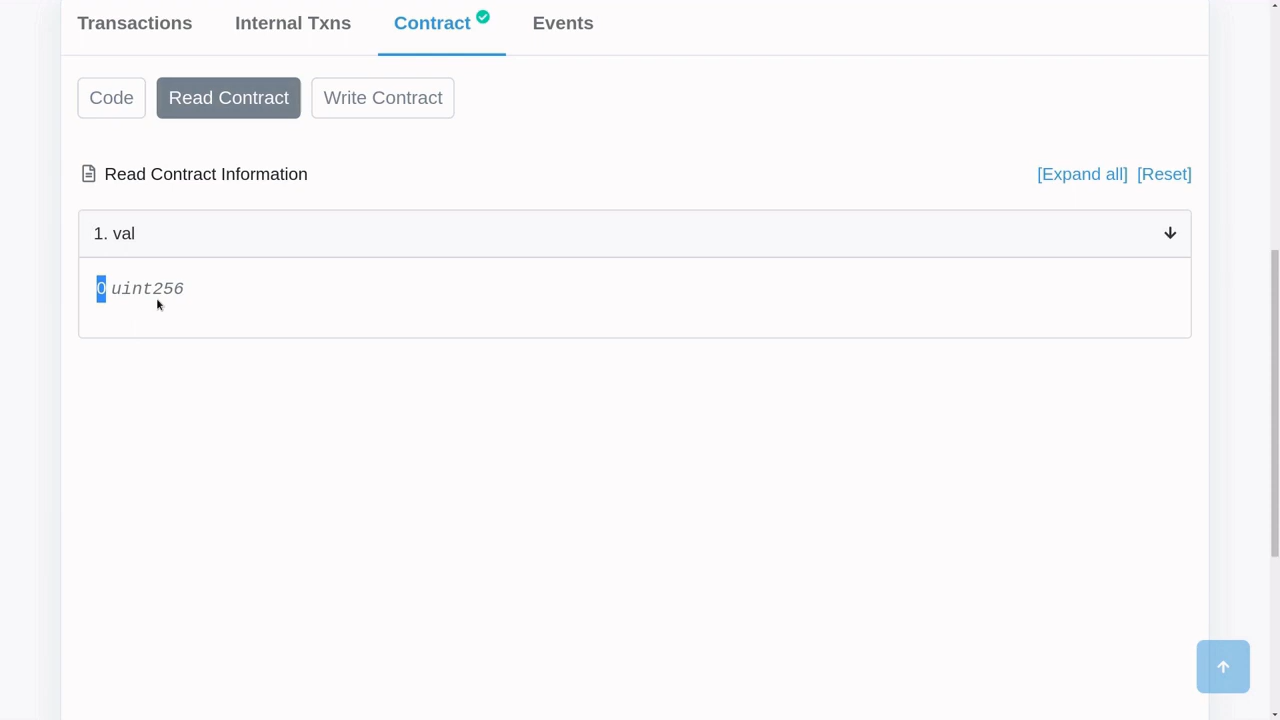 Transactions Internal Txns Contract Events
Code Read Contract Write Contract
Read Contract Information [Expand all] [Reset]
1. val
0 uint256